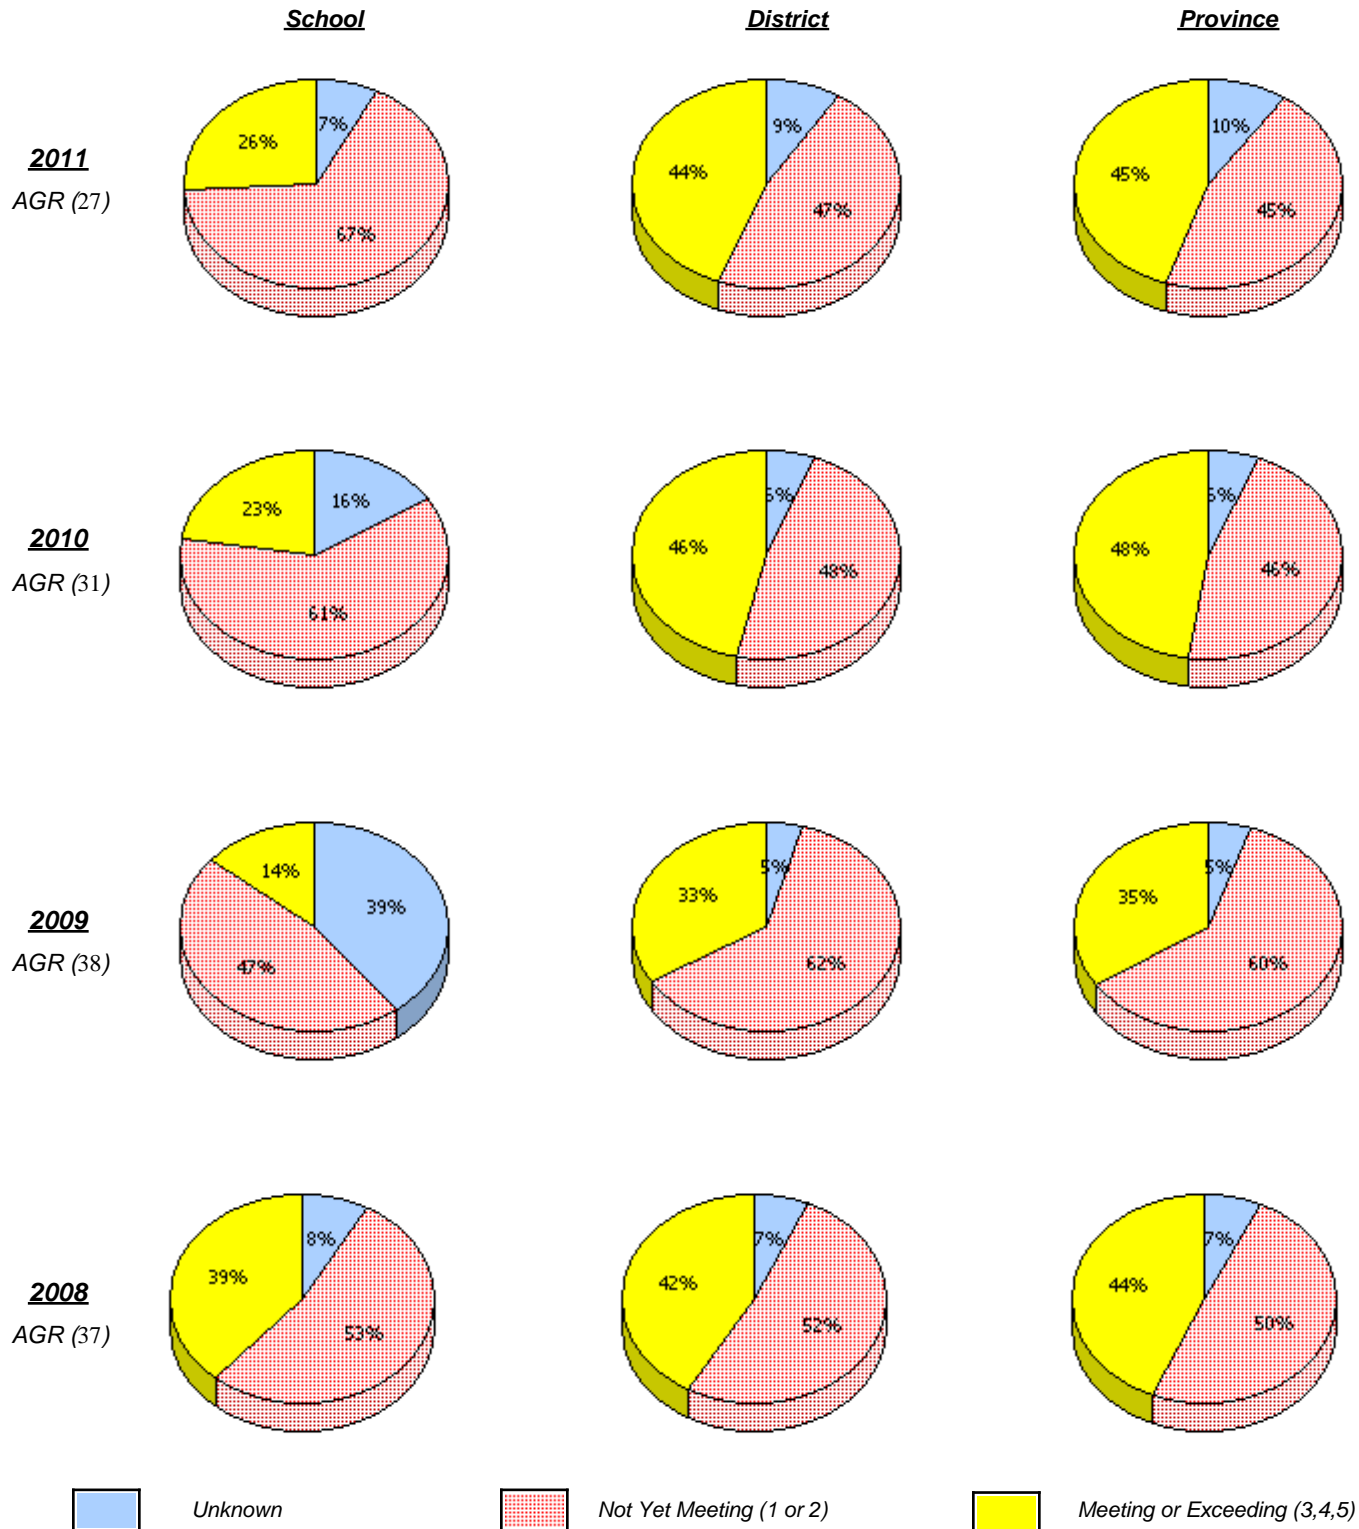 School District Province
7% 9% 10%
26% 44% 45%
2011
AGR (27)
67% 47% 45%
16%
23% 46% 48%
2010
AGR (31)
61% 48% 46%
14% 39% 33% 5% 35% 5%
2009
AGR (38)
47% 62% 60%
8% 7% 7%
39% 42% 44%
2008
AGR (37)
53% 52% 50%
Unknown Not Yet Meeting (1 or 2) Meeting or Exceeding (3,4,5)